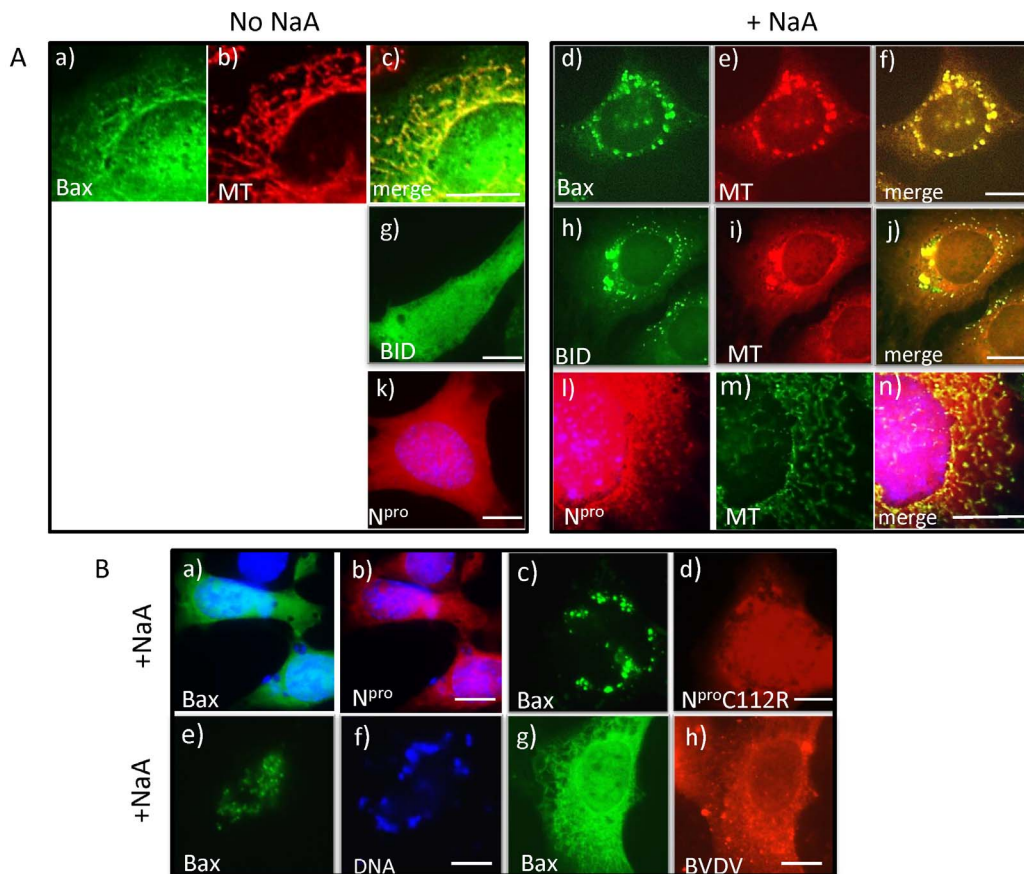 No NaA
+ NaA
A
a)
b)
c)
d)
e)
f)
Bax
MT
merge
Bax
MT
merge
g)
h)
i)
j)
BID
BID
MT
merge
k)
l)
m)
n)
Nᵖʳᵒ
Nᵖʳᵒ
MT
merge
B
+NaA
a)
b)
c)
d)
Bax
Nᵖʳᵒ
Bax
NᵖʳᵒC112R
+NaA
e)
f)
g)
h)
Bax
DNA
Bax
BVDV